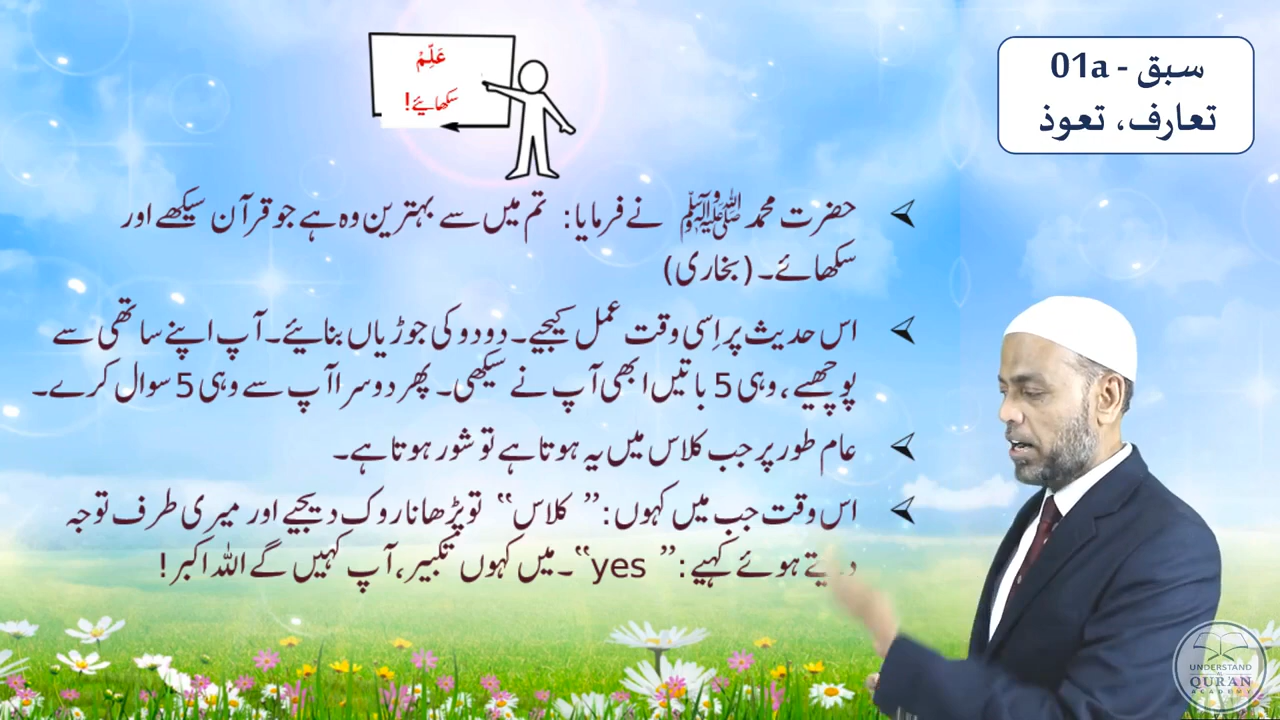 عَلِّمْ
سکھایئے!
سبق - 01a
تعارف، تعوذ
حضرت محمد ﷺ نے فرمایا: تم میں سے بہترین وہ ہے جو قرآن سیکھے اور
سکھائے۔ (بخاری)
اس حدیث پر اِسی وقت عمل کیجیے۔ دو دو کی جوڑیاں بنائیے۔ آپ اپنے ساتھی سے
پوچھیے، وہی 5 باتیں ابھی آپ نے سیکھی۔ پھر دوسرا آپ سے وہی 5 سوال کرے۔
عام طور پر جب کلاس میں یہ ہوتا ہے تو شور ہوتا ہے۔
اس وقت جب میں کہوں: ”کلاس“ تو پڑھانا روک دیجیے اور میری طرف توجہ
دیتے ہوئے کہیے: ”yes“۔ میں کہوں تکبیر، آپ کہیں گے اللہ اکبر!
UNDERSTAND
QURAN
ACADEMY